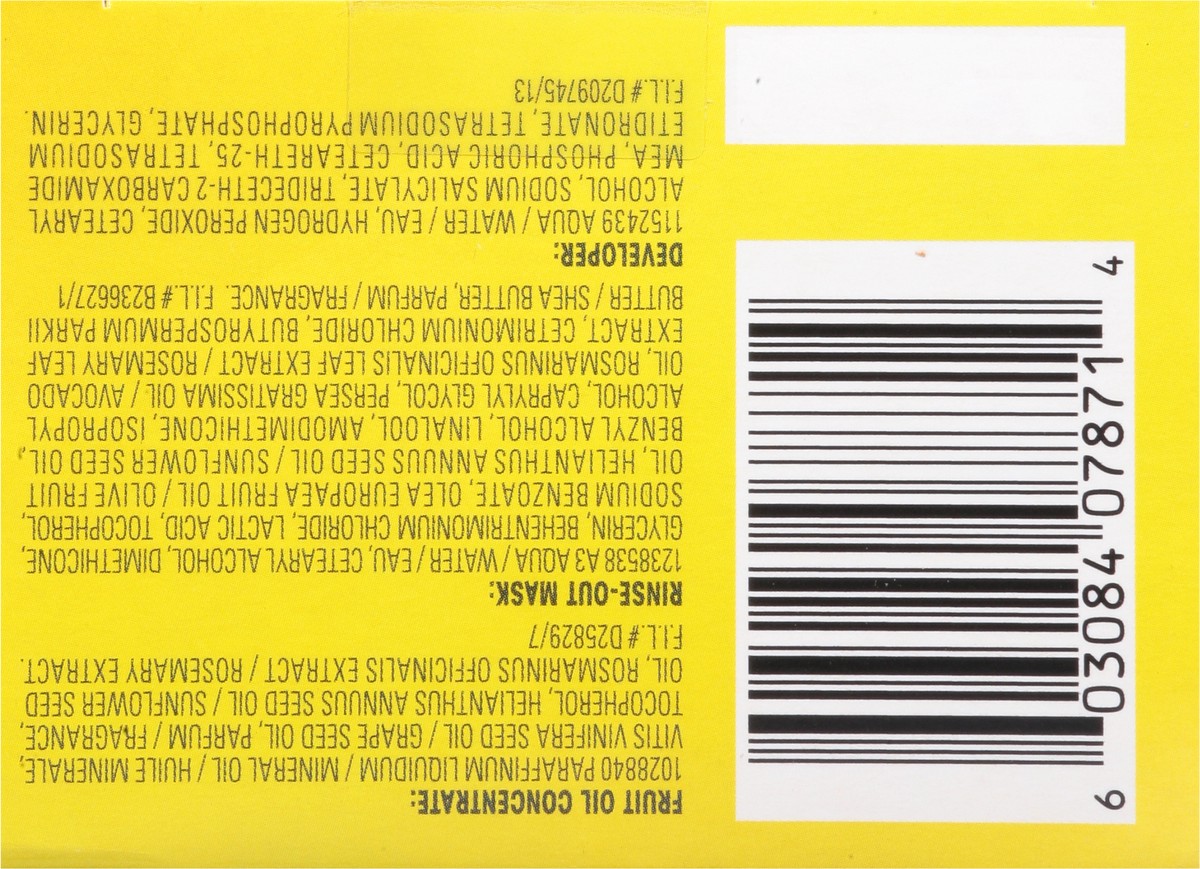 FRUIT OIL CONCENTRATE:
1028840 PARAFFINUM LIQUIDUM / MINERAL OIL / HUILE MINERALE,
VITIS VINIFERA SEED OIL / GRAPE SEED OIL, PARFUM / FRAGRANCE,
TOCOPHEROL, HELIANTHUS ANNUUS SEED OIL / SUNFLOWER SEED
OIL, ROSMARINUS OFFICINALIS EXTRACT / ROSEMARY EXTRACT.
F.I.L.# D25829/7
RINSE-OUT MASK:
1238538 A3 AQUA / WATER / EAU, CETEARYL ALCOHOL, DIMETHICONE,
GLYCERIN, BEHENTRIMONIUM CHLORIDE, LACTIC ACID, TOCOPHEROL,
SODIUM BENZOATE, OLEA EUROPAEA FRUIT OIL / OLIVE FRUIT
OIL, HELIANTHUS ANNUUS SEED OIL / SUNFLOWER SEED OIL,
BENZYL ALCOHOL, LINALOOL, AMODIMETHICONE, ISOPROPYL
ALCOHOL, CAPRYLYL GLYCOL, PERSEA GRATISSIMA OIL / AVOCADO
OIL, ROSMARINUS OFFICINALIS LEAF EXTRACT / ROSEMARY LEAF
EXTRACT, CETRIMONIUM CHLORIDE, BUTYROSPERMUM PARKII
BUTTER / SHEA BUTTER, PARFUM / FRAGRANCE. F.I.L.# B236627/1
DEVELOPER:
1152439 AQUA / WATER / EAU, HYDROGEN PEROXIDE, CETEARYL
ALCOHOL, SODIUM SALICYLATE, TRIDECETH-2 CARBOXAMIDE
MEA, PHOSPHORIC ACID, CETEARETH-25, TETRASODIUM
ETIDRONATE, TETRASODIUM PYROPHOSPHATE, GLYCERIN.
F.I.L.# D209745/13
6 03084 07871 4